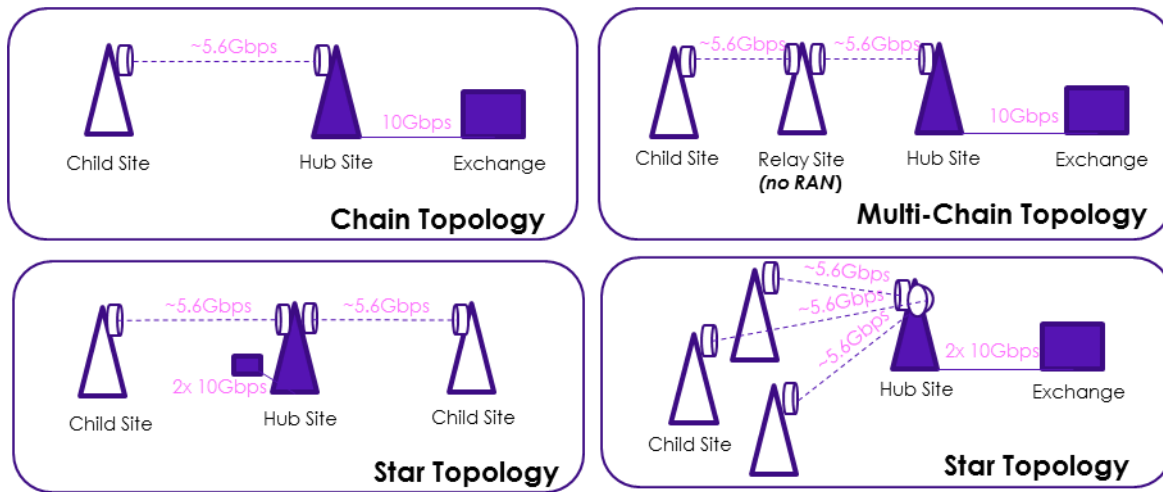 ~5.6Gbps
10Gbps
Child Site
Hub Site
Exchange
Chain Topology
~5.6Gbps
~5.6Gbps
10Gbps
Child Site
Relay Site
(no RAN)
Hub Site
Exchange
Multi-Chain Topology
~5.6Gbps
~5.6Gbps
2x 10Gbps
Child Site
Hub Site
Child Site
Star Topology
~5.6Gbps
~5.6Gbps
~5.6Gbps
2x 10Gbps
Hub Site
Exchange
Child Site
Star Topology